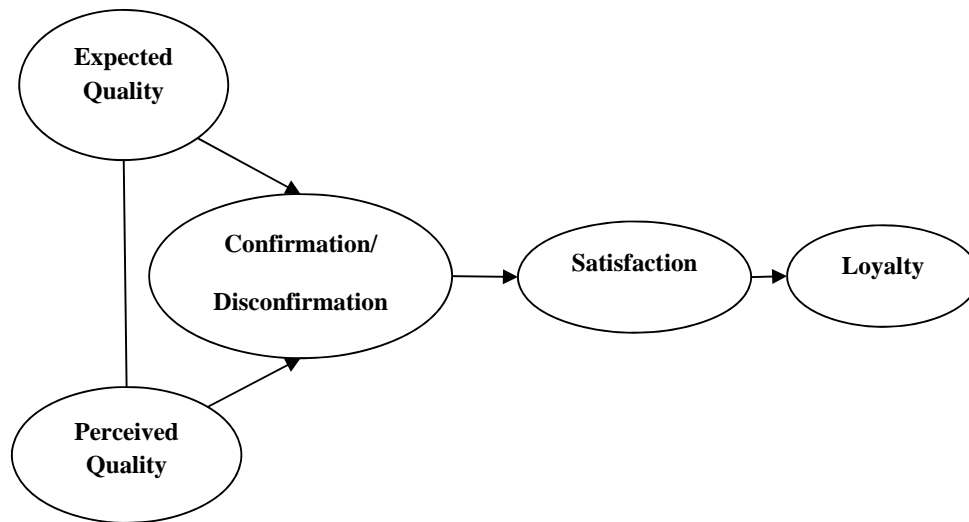 Expected
Quality
Confirmation/
Disconfirmation
Satisfaction
Loyalty
Perceived
Quality